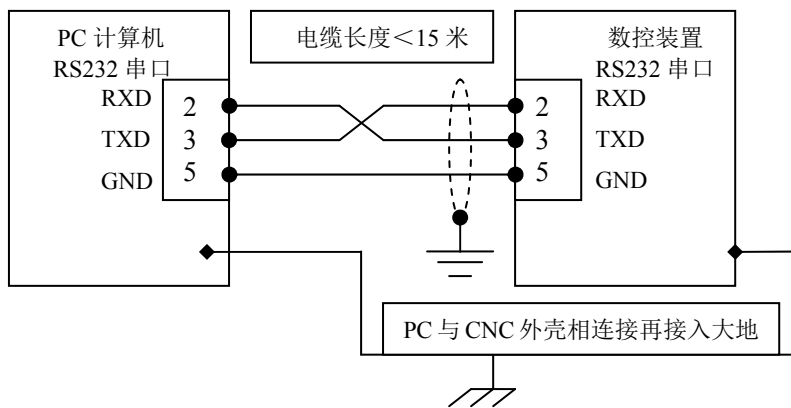 PC 计算机
RS232 串口
RXD
2
TXD
3
GND
5
电缆长度＜15 米
数控装置
RS232 串口
2
RXD
3
TXD
5
GND
PC 与 CNC 外壳相连接再接入大地